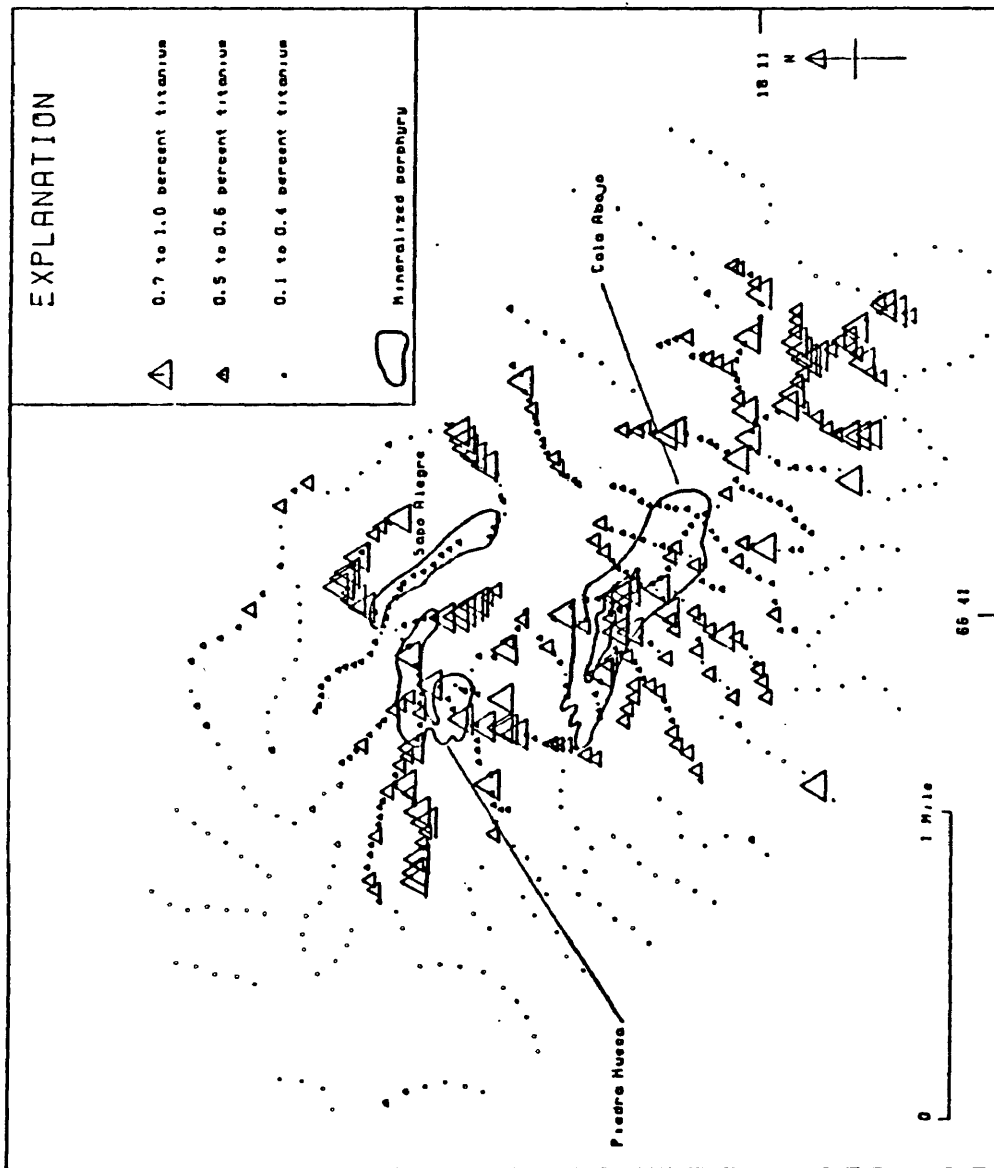 EXPLANATION
0.7 to 1.0 percent titanium
0.5 to 0.6 percent titanium
0.1 to 0.4 percent titanium
Mineralized porphyry
18 11
N
Sapo Alegre
Cala Abajo
Piedra Hueca
66 41
0
1 Mile